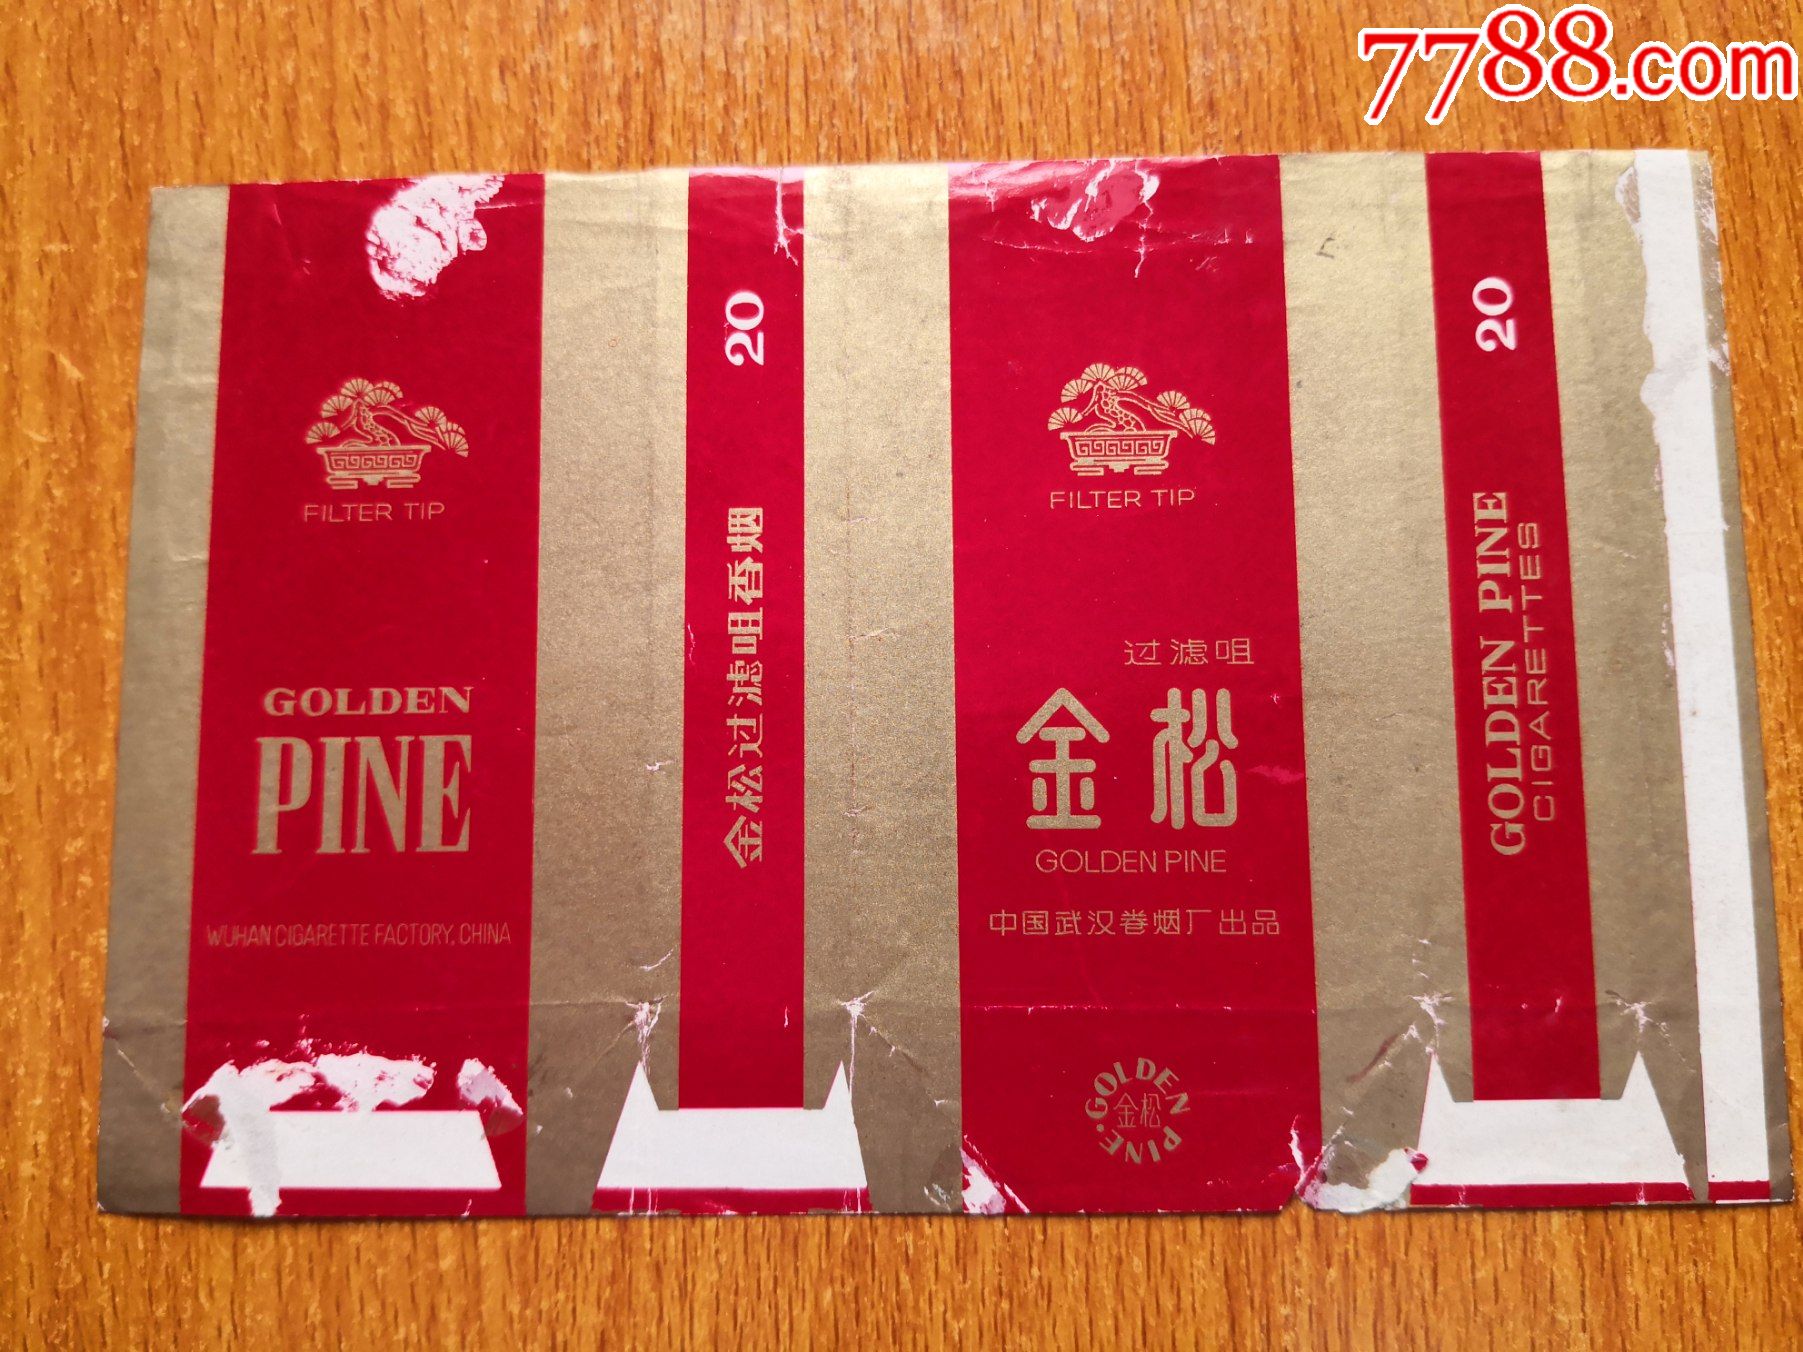 7788.com
FILTER TIP
GOLDEN
PINE
WUHAN CIGARETTE FACTORY, CHINA
20
金松过滤咀香烟
FILTER TIP
过滤咀
金松
GOLDEN PINE
中国武汉卷烟厂出品
GOLDEN PINE·
金松
20
GOLDEN PINE
CIGARETTES